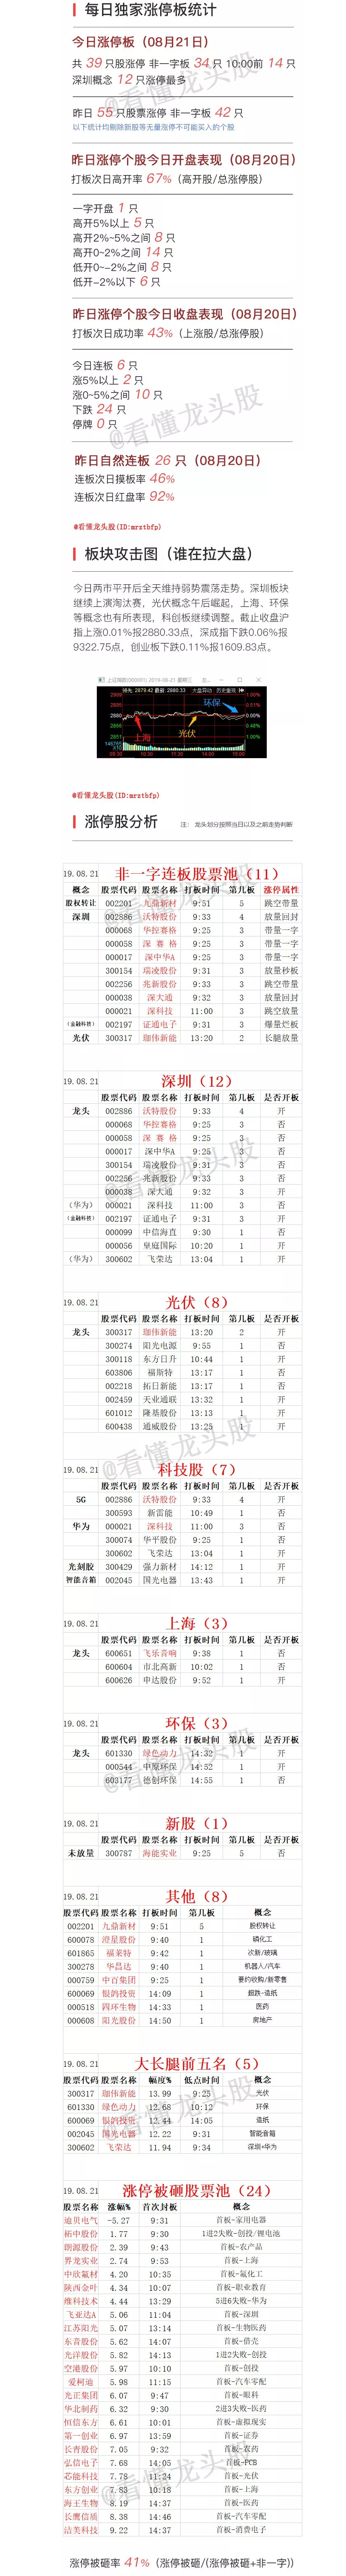 每日独家涨停板统计
今日涨停板（08月21日）
共 39 只股涨停 非一字板 34 只 10:00前 14 只
深圳概念 12 只涨停最多
昨日 55 只股票涨停 非一字板 42 只
以下统计均剔除新股等无量涨停不可能买入的个股
昨日涨停个股今日开盘表现（08月20日）
打板次日高开率 67%（高开股/总涨停股）
一字开盘 1 只
高开5%以上 5 只
高开2%~5%之间 8 只
高开0~2%之间 14 只
低开0~-2%之间 8 只
低开-2%以下 6 只
昨日涨停个股今日收盘表现（08月20日）
打板次日成功率 43%（上涨股/总涨停股）
今日连板 6 只
涨5%以上 2 只
涨0~5%之间 10 只
下跌 24 只
停牌 0 只
@看懂龙头股
昨日自然连板 26 只（08月20日）
连板次日摸板率 46%
连板次日红盘率 92%
@看懂龙头股(ID:mrztbfp)
板块攻击图（谁在拉大盘）
今日两市平开后全天维持弱势震荡走势。深圳板块
继续上演淘汰赛，光伏概念午后崛起，上海、环保
等概念也有所表现，科创板继续调整。截止收盘沪
指上涨0.01%报2880.33点，深成指下跌0.06%报
9322.75点，创业板下跌0.11%报1609.83点。
环保
上海
光伏
@看懂龙头股(ID:mrztbfp)
涨停股分析 注： 龙头划分按照当日以及之前走势判断
19.08.21 非一字连板股票池（11）
概念 股票代码 股票名称 打板时间 第几板 涨停属性
股权转让 002201 九鼎新材 9:51 5 跳空带量
深圳 002886 沃特股份 9:33 4 放量回封
000068 华控赛格 9:25 3 带量一字
000058 深 赛 格 9:25 3 带量一字
000017 深中华A 9:25 3 带量一字
300154 瑞凌股份 9:31 3 放量秒板
002256 兆新股份 9:33 3 跳空带量
000038 深大通 9:32 3 放量回封
000021 深科技 11:00 3 跳空放量
（金融科技） 002197 证通电子 9:31 3 爆量烂板
光伏 300317 珈伟新能 13:20 2 长腿放量
19.08.21 深圳（12）
股票代码 股票名称 打板时间 第几板 是否开板
龙头 002886 沃特股份 9:33 4 开
000068 华控赛格 9:25 3 否
000058 深 赛 格 9:25 3 否
000017 深中华A 9:25 3 否
300154 瑞凌股份 9:31 3 否
002256 兆新股份 9:33 3 否
000038 深大通 9:32 3 开
（华为） 000021 深科技 11:00 3 否
（金融科技） 002197 证通电子 9:31 3 开
000099 中信海直 9:30 1 否
000056 皇庭国际 10:20 1 开
（华为） 300602 飞荣达 13:04 1 开
19.08.21 光伏（8）
股票代码 股票名称 打板时间 第几板 是否开板
龙头 300317 珈伟新能 13:20 2 开
300274 阳光电源 9:55 1 否
300118 东方日升 10:44 1 开
603806 福斯特 13:17 1 否
002218 拓日新能 13:17 1 否
002459 天业通联 13:32 1 开
601012 隆基股份 13:13 1 开
600438 通威股份 13:25 1 开
19.08.21 科技股（7）
股票代码 股票名称 打板时间 第几板 是否开板
5G 002886 沃特股份 9:33 4 开
300593 新雷能 10:49 1 否
华为 000021 深科技 11:00 3 否
300074 华平股份 9:25 1 否
300602 飞荣达 13:04 1 开
光刻胶 300429 强力新材 14:12 1 开
智能音箱 002045 国光电器 13:43 1 开
19.08.21 上海（3）
股票代码 股票名称 打板时间 第几板 是否开板
龙头 600651 飞乐音响 9:38 1 否
600604 市北高新 10:02 1 否
600626 申达股份 9:52 1 开
19.08.21 环保（3）
股票代码 股票名称 打板时间 第几板 是否开板
龙头 601330 绿色动力 14:32 1 开
000544 中原环保 14:52 1 开
603177 德创环保 14:55 1 否
19.08.21 新股（1）
股票代码 股票名称 打板时间 第几板 是否开板
未放量 300787 海能实业 9:25 5 否
19.08.21 其他（8）
股票代码 股票名称 打板时间 第几板 概念
002201 九鼎新材 9:51 5 股权转让
600078 澄星股份 9:40 1 磷化工
601865 福莱特 9:42 1 次新/玻璃
300278 华昌达 9:40 1 机器人/汽车
000759 中百集团 9:25 1 要约收购/新零售
600069 银鸽投资 14:09 1 超跌-造纸
000518 四环生物 14:33 1 医药
000608 阳光股份 14:50 1 房地产
19.08.21 大长腿前五名（5）
股票代码 股票名称 幅度% 低点时间 概念
300317 珈伟新能 13.99 9:25 光伏
601330 绿色动力 12.68 10:12 环保
600069 银鸽投资 12.44 14:05 造纸
002045 国光电器 12.22 9:31 智能音箱
300602 飞荣达 11.94 9:34 深圳+华为
19.08.21 涨停被砸股票池（24）
股票名称 涨幅% 首次封板 概念
迪贝电气 -5.27 9:31 首板-家用电器
柘中股份 1.77 9:30 1进2失败-创投/锂电池
朗源股份 2.39 9:43 首板-农产品
界龙实业 2.74 9:53 首板-上海
中欣氟材 4.20 10:35 首板-氟化工
陕西金叶 4.34 10:07 首板-职业教育
维科技术 4.44 13:29 5进6失败-华为
飞亚达A 5.06 11:04 首板-深圳
江苏阳光 5.07 13:14 首板-生物医药
东音股份 5.62 14:07 首板-借壳
光洋股份 5.82 14:13 1进2失败-创投
空港股份 5.97 10:10 首板-创投
爱柯迪 5.98 11:15 首板-汽车零配
光正集团 6.07 9:47 首板-眼科
华北制药 6.32 9:30 2进3失败-医药
恒信东方 6.61 10:01 首板-虚拟现实
第一创业 6.97 13:59 首板-证券
长青股份 7.05 9:32 首板-农药
弘信电子 7.68 14:05 首板-PCB
芯能科技 7.78 11:24 首板-光伏
东方创业 7.83 10:18 首板-上海
海王生物 8.19 14:37 首板-医药
长鹰信质 8.38 14:46 首板-汽车零配
洁美科技 9.22 14:37 首板-消费电子
涨停被砸率 41%（涨停被砸/(涨停被砸+非一字)）